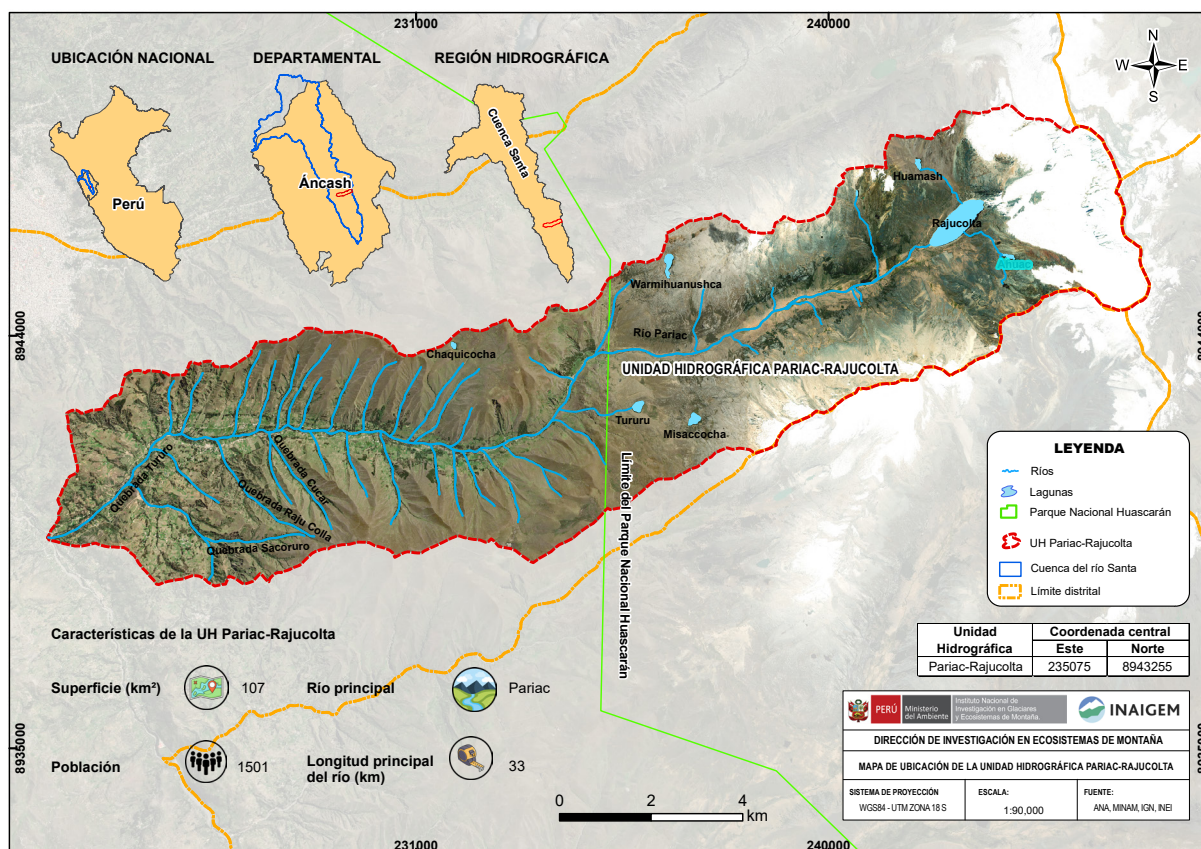 231000
240000
UBICACIÓN NACIONAL
DEPARTAMENTAL
REGIÓN HIDROGRÁFICA
N
W
E
S
Perú
Áncash
Cuenca Santa
Huamash
Rajucolta
Ahuac
Warmihuanushca
8944000
8944000
Río Pariac
Chaquicocha
UNIDAD HIDROGRÁFICA PARIAC-RAJUCOLTA
Tururu
Misaccocha
Quebrada Tururo
Quebrada Cucar
Quebrada Raju Colla
Quebrada Sacoruro
Límite del Parque Nacional Huascarán
LEYENDA
Ríos
Lagunas
Parque Nacional Huascarán
UH Pariac-Rajucolta
Cuenca del río Santa
Límite distrital
Características de la UH Pariac-Rajucolta
Superficie (km²) 107
Río principal Pariac
Población 1501
Longitud principal
del río (km) 33
Unidad
Hidrográfica
Coordenada central
Este Norte
Pariac-Rajucolta 235075 8943255
PERÚ
Ministerio
del Ambiente
Instituto Nacional de
Investigación en Glaciares
y Ecosistemas de Montaña.
INAIGEM
DIRECCIÓN DE INVESTIGACIÓN EN ECOSISTEMAS DE MONTAÑA
MAPA DE UBICACIÓN DE LA UNIDAD HIDROGRÁFICA PARIAC-RAJUCOLTA
SISTEMA DE PROYECCIÓN
WGS84 - UTM ZONA 18 S
ESCALA:
1:90,000
FUENTE:
ANA, MINAM, IGN, INEI
8935000
8935000
0 2 4
km
231000
240000